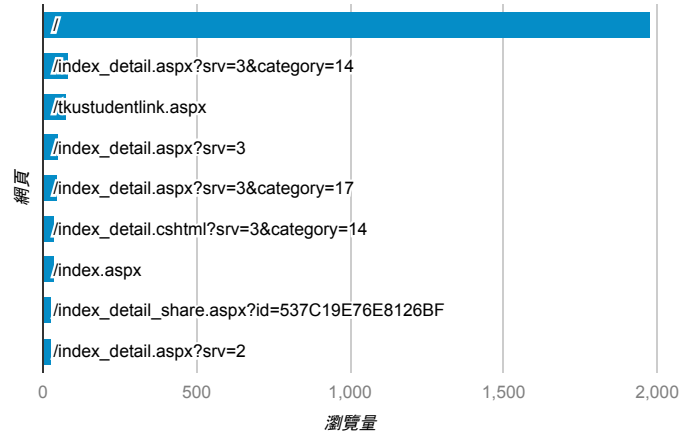 /
/index_detail.aspx?srv=3&category=14
/tkustudentlink.aspx
/index_detail.aspx?srv=3
/index_detail.aspx?srv=3&category=17
/index_detail.cshtml?srv=3&category=14
/index.aspx
/index_detail_share.aspx?id=537C19E76E8126BF
/index_detail.aspx?srv=2
網頁
0 500 1,000 1,500 2,000
瀏覽量